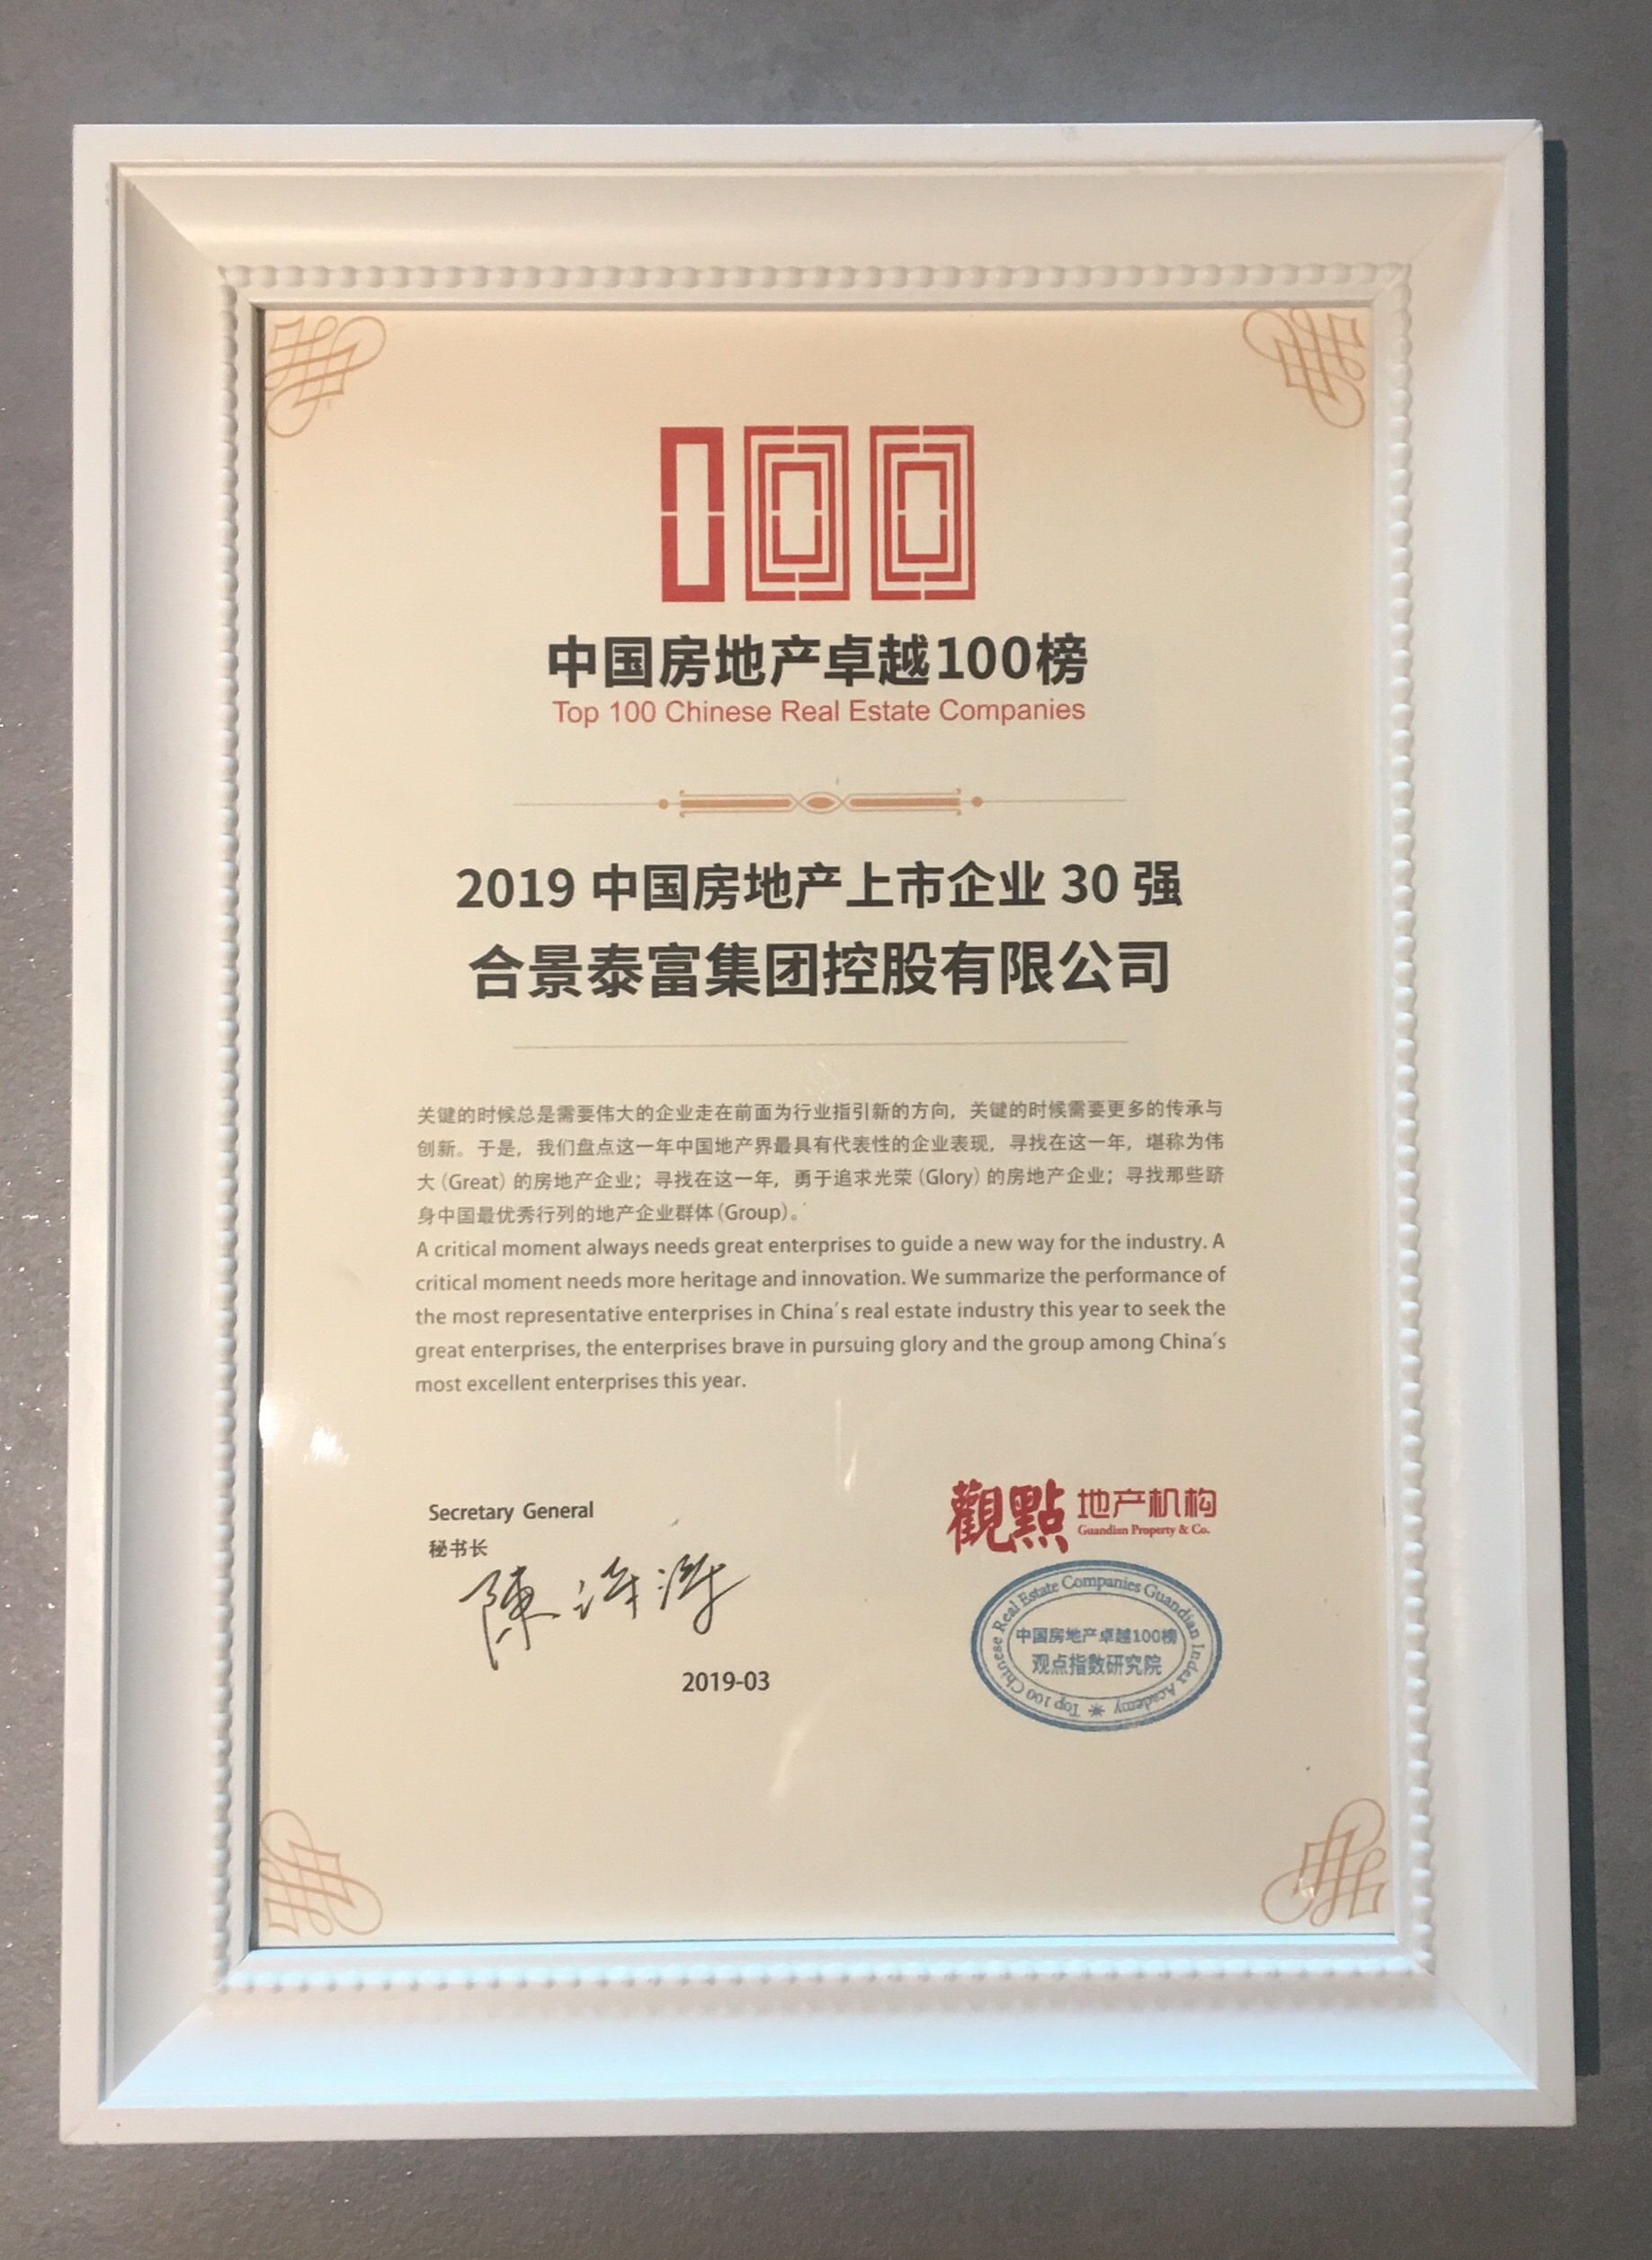 100
中国房地产卓越100榜
Top 100 Chinese Real Estate Companies
2019 中国房地产上市企业 30 强
合景泰富集团控股有限公司
关键的时候总是需要伟大的企业走在前面为行业指引新的方向，关键的时候需要更多的传承与
创新。于是，我们盘点这一年中国地产界最具有代表性的企业表现，寻找在这一年，堪称为伟
大（Great）的房地产企业；寻找在这一年，勇于追求光荣（Glory）的房地产企业；寻找那些跻
身中国最优秀行列的地产企业群体（Group）。
A critical moment always needs great enterprises to guide a new way for the industry. A
critical moment needs more heritage and innovation. We summarize the performance of
the most representative enterprises in China's real estate industry this year to seek the
great enterprises, the enterprises brave in pursuing glory and the group among China's
most excellent enterprises this year.
Secretary General
秘书长
2019-03
觀點 地产机构
Guandian Property & Co.
Top 100 Chinese Real Estate Companies Guandian Index Academy
中国房地产卓越100榜
观点指数研究院